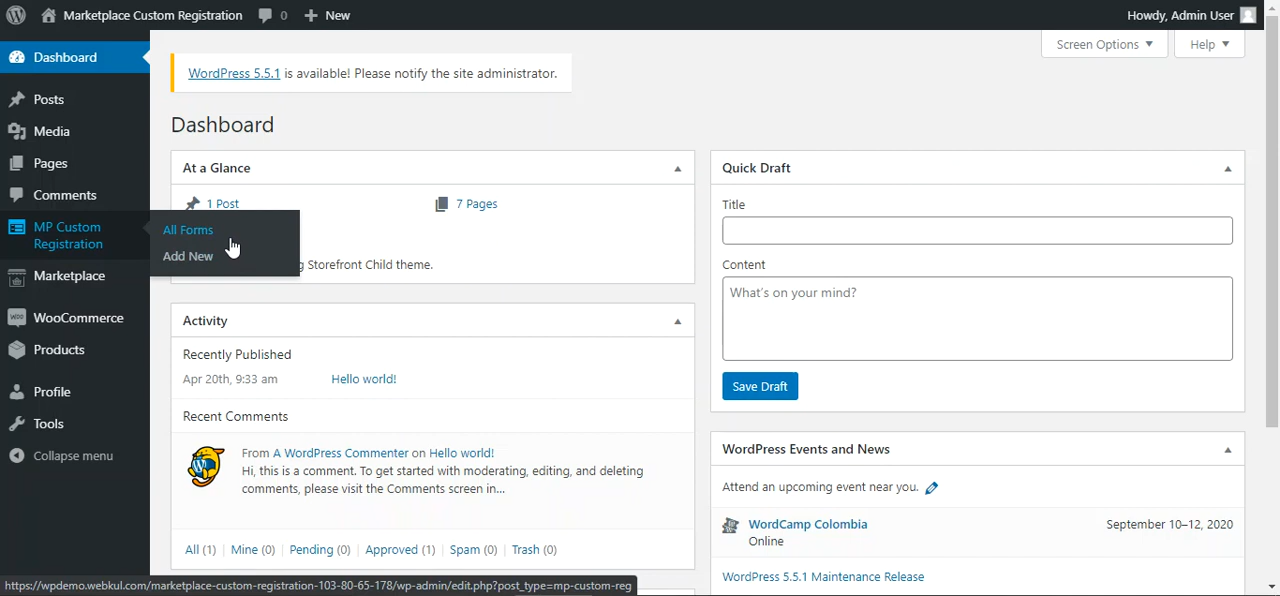 Marketplace Custom Registration 0 New Howdy, Admin User
Screen Options Help
Dashboard
Posts
Media
Pages
Comments
MP Custom
Registration
All Forms
Add New
Marketplace
WooCommerce
Products
Profile
Tools
Collapse menu
WordPress 5.5.1 is available! Please notify the site administrator.
Dashboard
At a Glance
1 Post 7 Pages
g Storefront Child theme.
Activity
Recently Published
Apr 20th, 9:33 am Hello world!
Recent Comments
From A WordPress Commenter on Hello world!
Hi, this is a comment. To get started with moderating, editing, and deleting
comments, please visit the Comments screen in...
All (1) | Mine (0) | Pending (0) | Approved (1) | Spam (0) | Trash (0)
Quick Draft
Title
Content
What's on your mind?
Save Draft
WordPress Events and News
Attend an upcoming event near you.
WordCamp Colombia September 10–12, 2020
Online
WordPress 5.5.1 Maintenance Release
https://wpdemo.webkul.com/marketplace-custom-registration-103-80-65-178/wp-admin/edit.php?post_type=mp-custom-reg